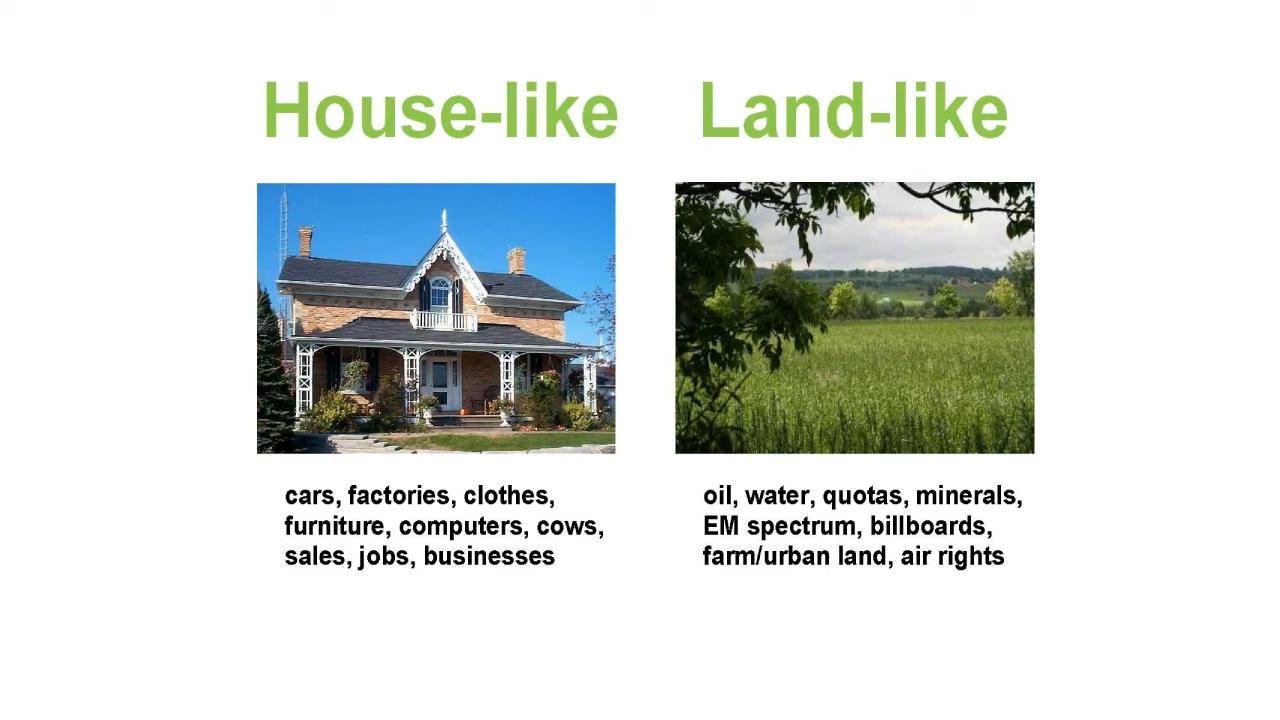 House-like
Land-like
cars, factories, clothes,
furniture, computers, cows,
sales, jobs, businesses
oil, water, quotas, minerals,
EM spectrum, billboards,
farm/urban land, air rights